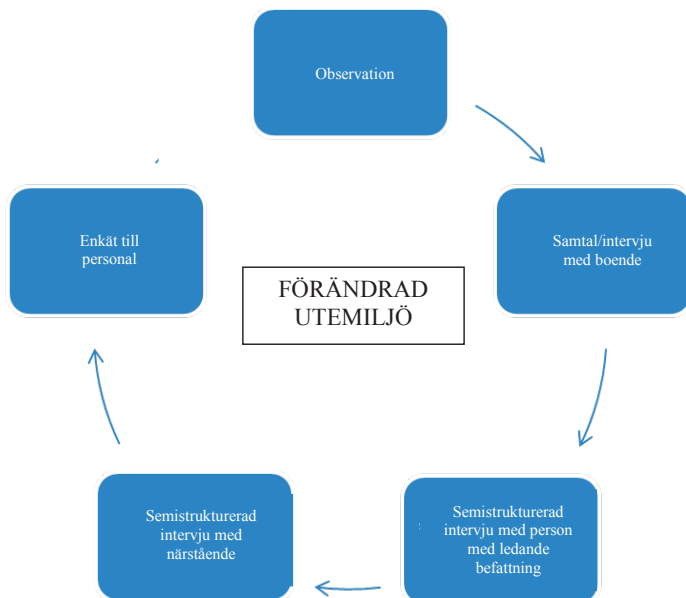 Observation
Samtal/intervju
med boende
Semistrukturerad
intervju med person
med ledande
befattning
Semistrukturerad
intervju med
närstående
Enkät till
personal
FÖRÄNDRAD
UTEMILJÖ